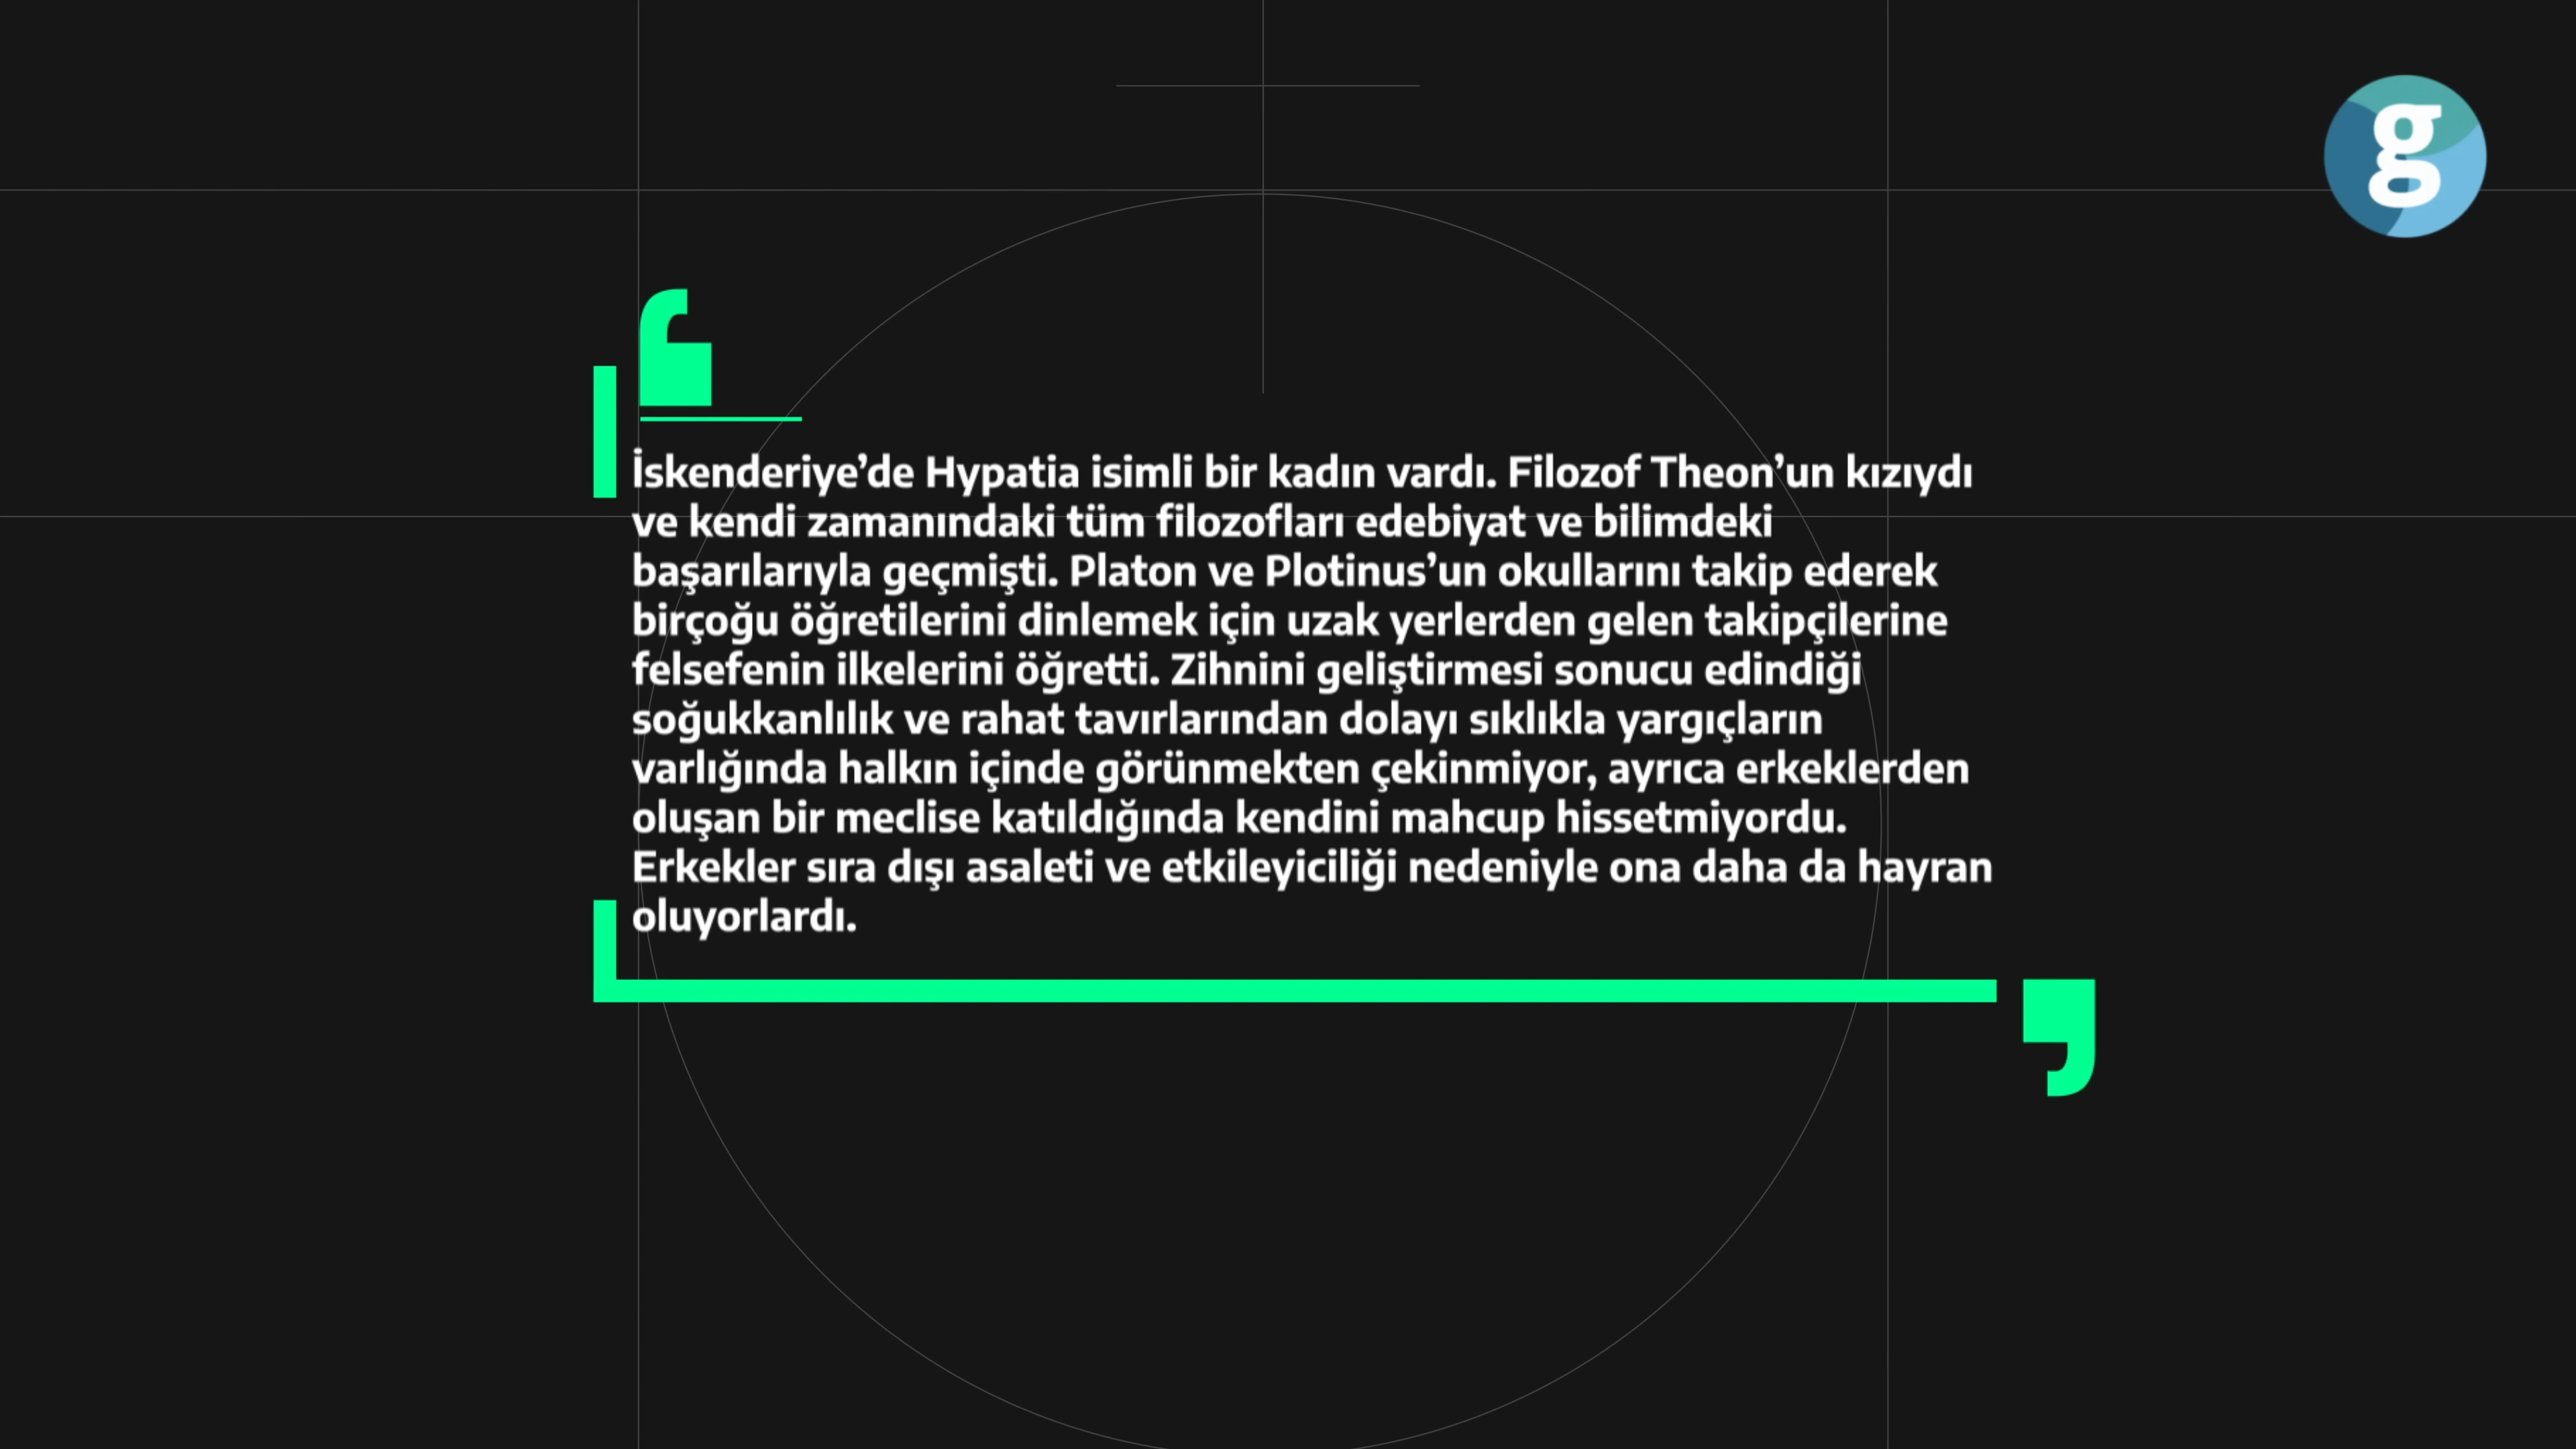 g
İskenderiye’de Hypatia isimli bir kadın vardı. Filozof Theon’un kızıydı
ve kendi zamanındaki tüm filozofları edebiyat ve bilimdeki
başarılarıyla geçmişti. Platon ve Plotinus’un okullarını takip ederek
birçoğu öğretilerini dinlemek için uzak yerlerden gelen takipçilerine
felsefenin ilkelerini öğretti. Zihnini geliştirmesi sonucu edindiği
soğukkanlılık ve rahat tavırlarından dolayı sıklıkla yargıçların
varlığında halkın içinde görünmekten çekinmiyor, ayrıca erkeklerden
oluşan bir meclise katıldığında kendini mahcup hissetmiyordu.
Erkekler sıra dışı asaleti ve etkileyiciliği nedeniyle ona daha da hayran
oluyorlardı.